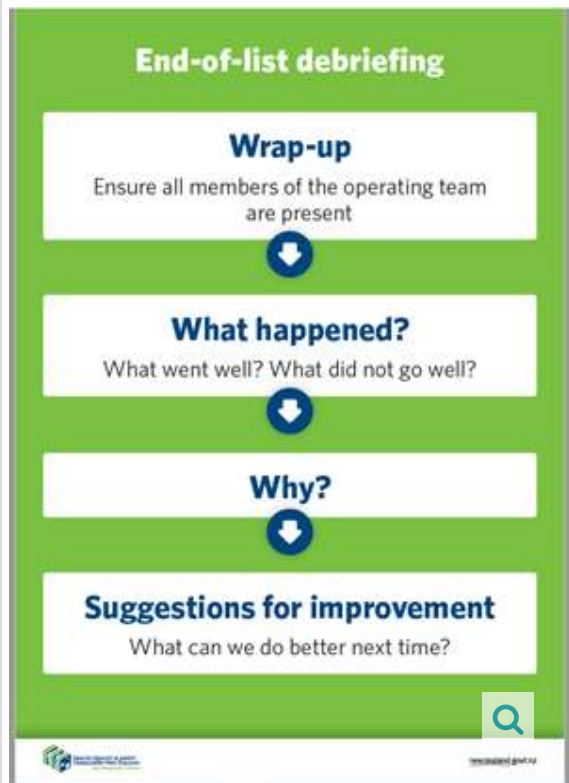 End-of-list debriefing
Wrap-up
Ensure all members of the operating team
are present
What happened?
What went well? What did not go well?
Why?
Suggestions for improvement
What can we do better next time?